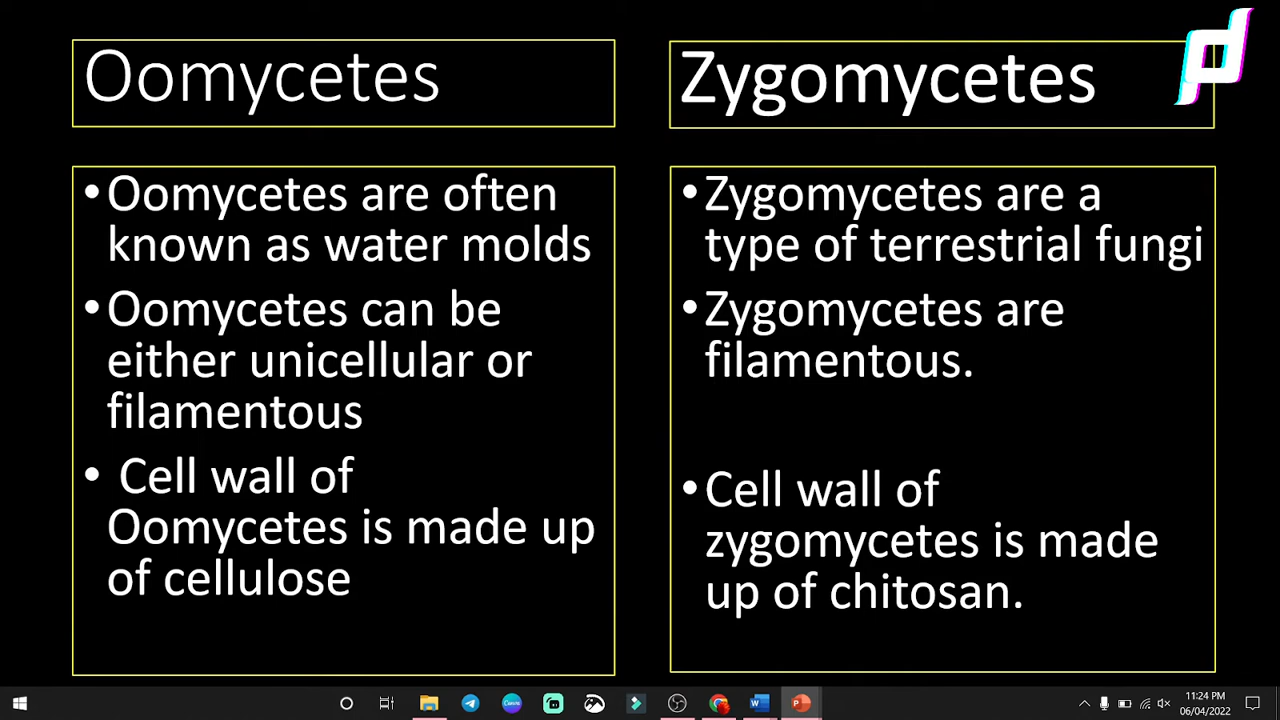 Oomycetes
Zygomycetes
•Oomycetes are often
known as water molds
•Oomycetes can be
either unicellular or
filamentous
• Cell wall of
Oomycetes is made up
of cellulose
•Zygomycetes are a
type of terrestrial fungi
•Zygomycetes are
filamentous.
•Cell wall of
zygomycetes is made
up of chitosan.
11:24 PM
06/04/2022